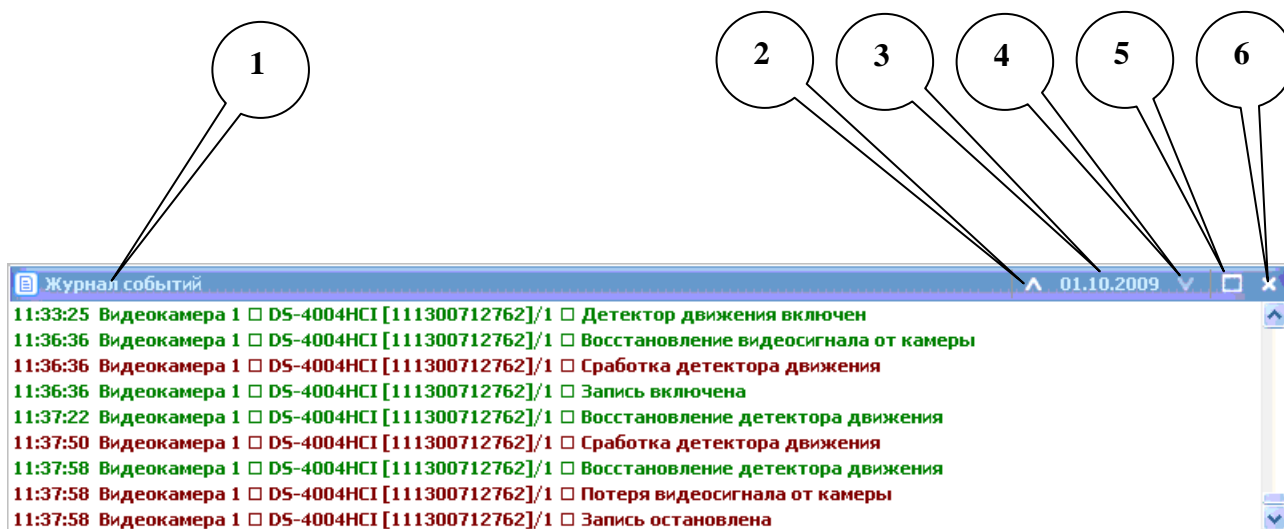 1 2 3 4 5 6
Журнал событий 01.10.2009
11:33:25 Видеокамера 1 □ DS-4004HCI [111300712762]/1 □ Детектор движения включен
11:36:36 Видеокамера 1 □ DS-4004HCI [111300712762]/1 □ Восстановление видеосигнала от камеры
11:36:36 Видеокамера 1 □ DS-4004HCI [111300712762]/1 □ Сработка детектора движения
11:36:36 Видеокамера 1 □ DS-4004HCI [111300712762]/1 □ Запись включена
11:37:22 Видеокамера 1 □ DS-4004HCI [111300712762]/1 □ Восстановление детектора движения
11:37:50 Видеокамера 1 □ DS-4004HCI [111300712762]/1 □ Сработка детектора движения
11:37:58 Видеокамера 1 □ DS-4004HCI [111300712762]/1 □ Восстановление детектора движения
11:37:58 Видеокамера 1 □ DS-4004HCI [111300712762]/1 □ Потеря видеосигнала от камеры
11:37:58 Видеокамера 1 □ DS-4004HCI [111300712762]/1 □ Запись остановлена